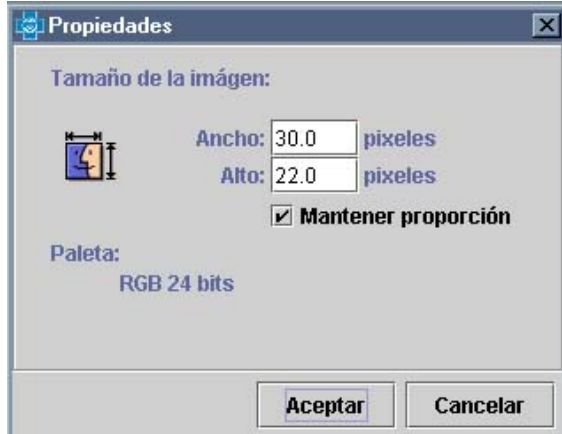 Propiedades
Tamaño de la imágen:
Ancho: 30.0 pixeles
Alto: 22.0 pixeles
Mantener proporción
Paleta:
RGB 24 bits
Aceptar Cancelar